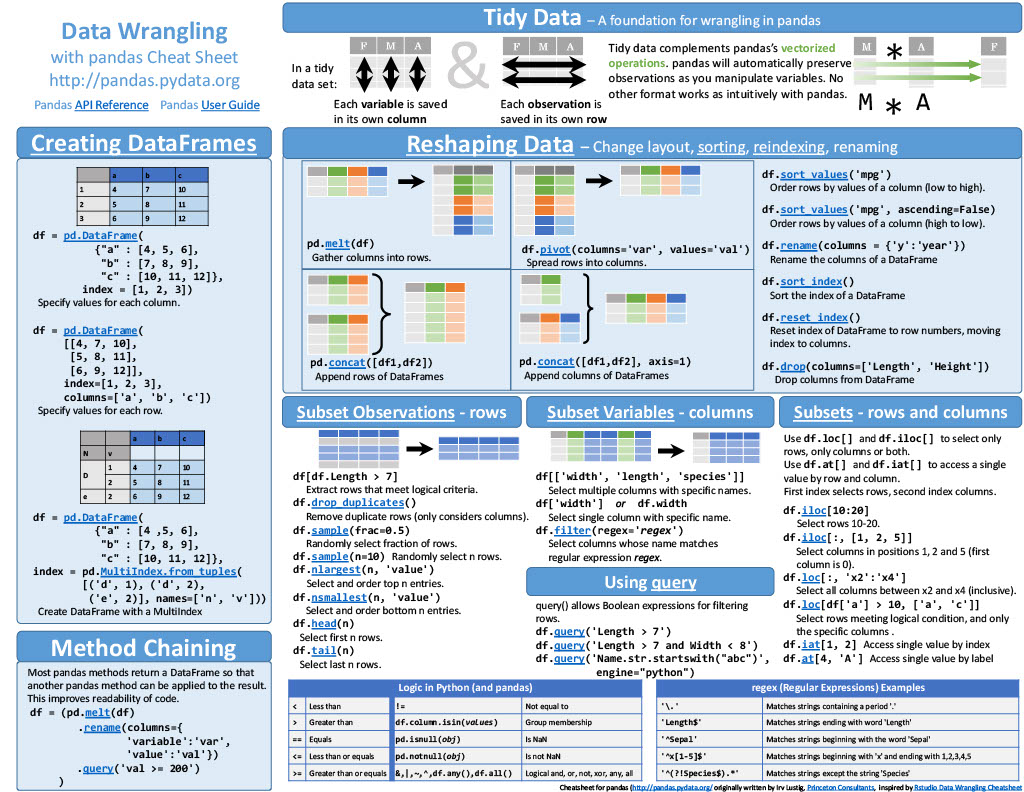 Data Wrangling
with pandas Cheat Sheet
http://pandas.pydata.org
Pandas API Reference Pandas User Guide
Tidy Data – A foundation for wrangling in pandas
In a tidy
data set:
F M A
&
F M A
Each variable is saved
in its own column
Each observation is
saved in its own row
Tidy data complements pandas’s vectorized
operations. pandas will automatically preserve
observations as you manipulate variables. No
other format works as intuitively with pandas.
M * A F
M * A
Creating DataFrames
a b c
1 4 7 10
2 5 8 11
3 6 9 12
df = pd.DataFrame(
{"a" : [4, 5, 6],
"b" : [7, 8, 9],
"c" : [10, 11, 12]},
index = [1, 2, 3])
Specify values for each column.
df = pd.DataFrame(
[[4, 7, 10],
[5, 8, 11],
[6, 9, 12]],
index=[1, 2, 3],
columns=['a', 'b', 'c'])
Specify values for each row.
a b c
N v
D 1 4 7 10
2 5 8 11
e 2 6 9 12
df = pd.DataFrame(
{"a" : [4 ,5, 6],
"b" : [7, 8, 9],
"c" : [10, 11, 12]},
index = pd.MultiIndex.from_tuples(
[('d', 1), ('d', 2),
('e', 2)], names=['n', 'v']))
Create DataFrame with a MultiIndex
Method Chaining
Most pandas methods return a DataFrame so that
another pandas method can be applied to the result.
This improves readability of code.
df = (pd.melt(df)
.rename(columns={
'variable':'var',
'value':'val'})
.query('val >= 200')
)
Reshaping Data – Change layout, sorting, reindexing, renaming
pd.melt(df)
Gather columns into rows.
df.pivot(columns='var', values='val')
Spread rows into columns.
pd.concat([df1,df2])
Append rows of DataFrames
pd.concat([df1,df2], axis=1)
Append columns of DataFrames
df.sort_values('mpg')
Order rows by values of a column (low to high).
df.sort_values('mpg', ascending=False)
Order rows by values of a column (high to low).
df.rename(columns = {'y':'year'})
Rename the columns of a DataFrame
df.sort_index()
Sort the index of a DataFrame
df.reset_index()
Reset index of DataFrame to row numbers, moving
index to columns.
df.drop(columns=['Length', 'Height'])
Drop columns from DataFrame
Subset Observations - rows
df[df.Length > 7]
Extract rows that meet logical criteria.
df.drop_duplicates()
Remove duplicate rows (only considers columns).
df.sample(frac=0.5)
Randomly select fraction of rows.
df.sample(n=10) Randomly select n rows.
df.nlargest(n, 'value')
Select and order top n entries.
df.nsmallest(n, 'value')
Select and order bottom n entries.
df.head(n)
Select first n rows.
df.tail(n)
Select last n rows.
Subset Variables - columns
df[['width', 'length', 'species']]
Select multiple columns with specific names.
df['width'] or df.width
Select single column with specific name.
df.filter(regex='regex')
Select columns whose name matches
regular expression regex.
Using query
query() allows Boolean expressions for filtering
rows.
df.query('Length > 7')
df.query('Length > 7 and Width < 8')
df.query('Name.str.startswith("abc")',
engine="python")
Subsets - rows and columns
Use df.loc[] and df.iloc[] to select only
rows, only columns or both.
Use df.at[] and df.iat[] to access a single
value by row and column.
First index selects rows, second index columns.
df.iloc[10:20]
Select rows 10-20.
df.iloc[:, [1, 2, 5]]
Select columns in positions 1, 2 and 5 (first
column is 0).
df.loc[:, 'x2':'x4']
Select all columns between x2 and x4 (inclusive).
df.loc[df['a'] > 10, ['a', 'c']]
Select rows meeting logical condition, and only
the specific columns .
df.iat[1, 2] Access single value by index
df.at[4, 'A'] Access single value by label
Logic in Python (and pandas)
< Less than != Not equal to
> Greater than df.column.isin(values) Group membership
== Equals pd.isnull(obj) Is NaN
<= Less than or equals pd.notnull(obj) Is not NaN
>= Greater than or equals &,|,~,^,df.any(),df.all() Logical and, or, not, xor, any, all
regex (Regular Expressions) Examples
'\.' Matches strings containing a period '.'
'Length$' Matches strings ending with word 'Length'
'^Sepal' Matches strings beginning with the word 'Sepal'
'^x[1-5]$' Matches strings beginning with 'x' and ending with 1,2,3,4,5
'^(?!Species$).*' Matches strings except the string 'Species'
Cheatsheet for pandas (http://pandas.pydata.org/ originally written by Irv Lustig, Princeton Consultants, inspired by Rstudio Data Wrangling Cheatsheet